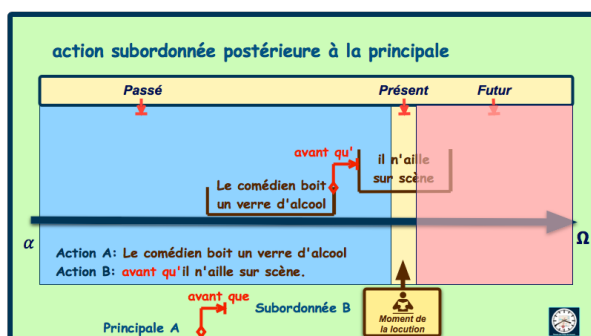 action subordonnée postérieure à la principale
Passé
Présent
Futur
avant qu'
il n'aille
sur scène
Le comédien boit
un verre d'alcool
α
Ω
Action A: Le comédien boit un verre d'alcool
Action B: avant qu'il n'aille sur scène.
avant que
Subordonnée B
Principale A
Moment de
la locution